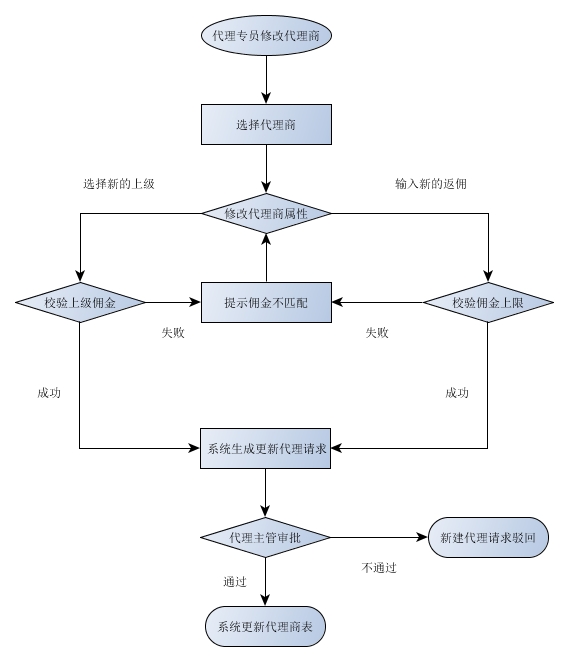 代理专员修改代理商
选择代理商
选择新的上级
输入新的返佣
修改代理商属性
校验上级佣金
提示佣金不匹配
校验佣金上限
失败
失败
成功
成功
系统生成更新代理请求
代理主管审批
新建代理请求驳回
不通过
通过
系统更新代理商表